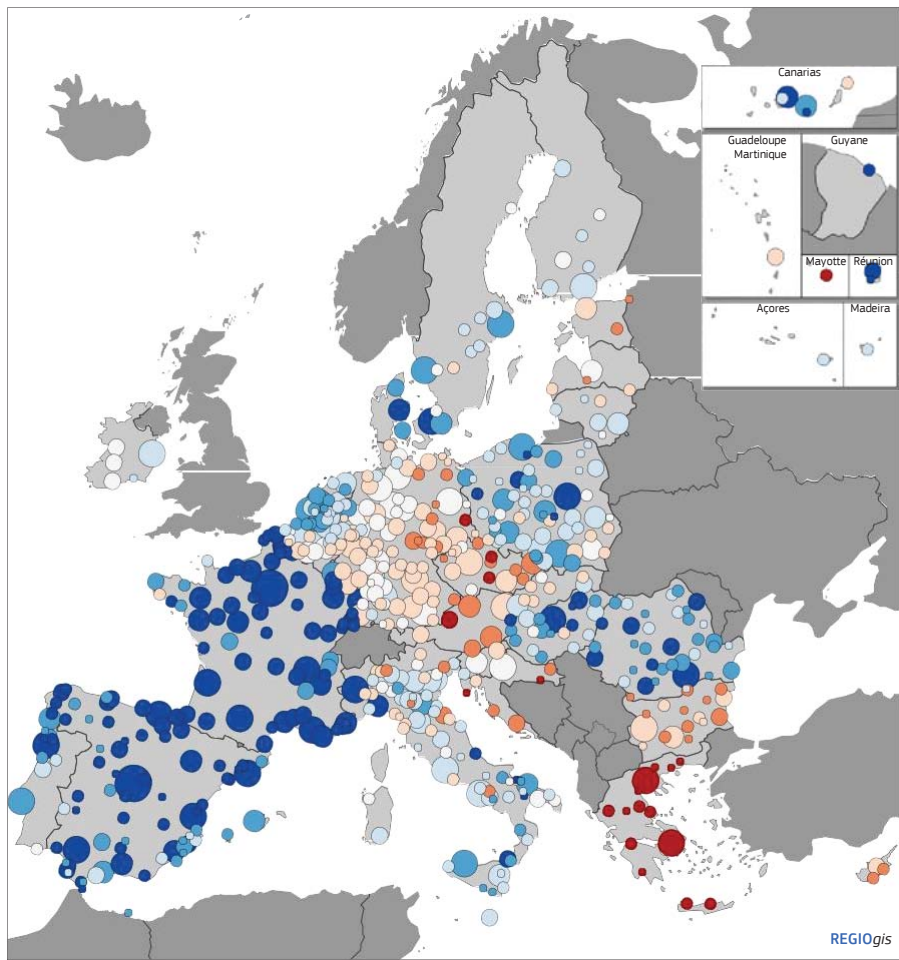 Canarias
Guadeloupe
Martinique
Guyane
Mayotte
Réunion
Açores
Madeira
REGIOgis